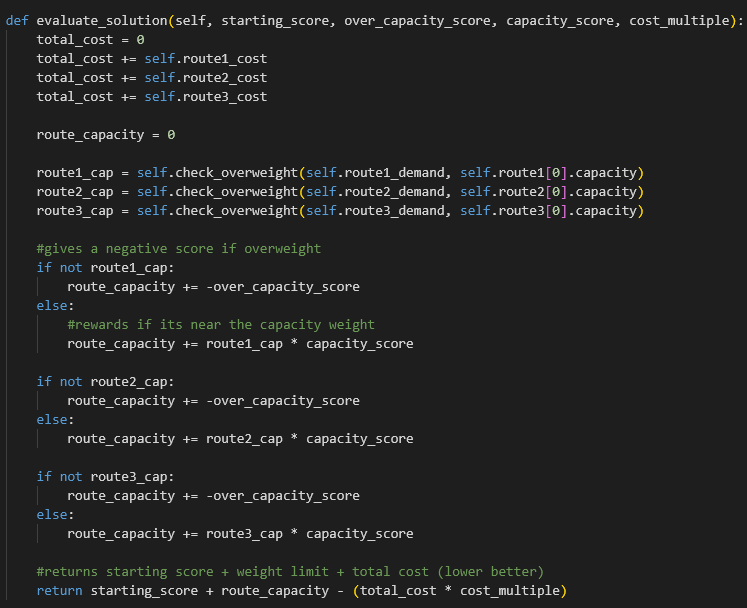 def evaluate_solution(self, starting_score, over_capacity_score, capacity_score, cost_multiple):
    total_cost = 0
    total_cost += self.route1_cost
    total_cost += self.route2_cost
    total_cost += self.route3_cost

    route_capacity = 0

    route1_cap = self.check_overweight(self.route1_demand, self.route1[0].capacity)
    route2_cap = self.check_overweight(self.route2_demand, self.route2[0].capacity)
    route3_cap = self.check_overweight(self.route3_demand, self.route3[0].capacity)

    #gives a negative score if overweight
    if not route1_cap:
        route_capacity += -over_capacity_score
    else:
        #rewards if its near the capacity weight
        route_capacity += route1_cap * capacity_score

    if not route2_cap:
        route_capacity += -over_capacity_score
    else:
        route_capacity += route2_cap * capacity_score

    if not route3_cap:
        route_capacity += -over_capacity_score
    else:
        route_capacity += route3_cap * capacity_score

    #returns starting score + weight limit + total cost (lower better)
    return starting_score + route_capacity - (total_cost * cost_multiple)